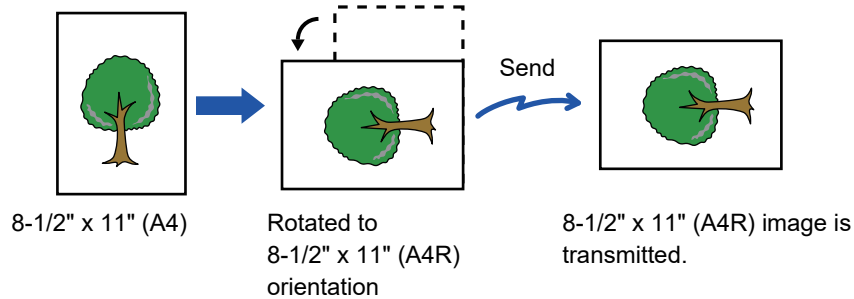 Send
8-1/2" x 11" (A4)
Rotated to
8-1/2" x 11" (A4R)
orientation
8-1/2" x 11" (A4R) image is
transmitted.